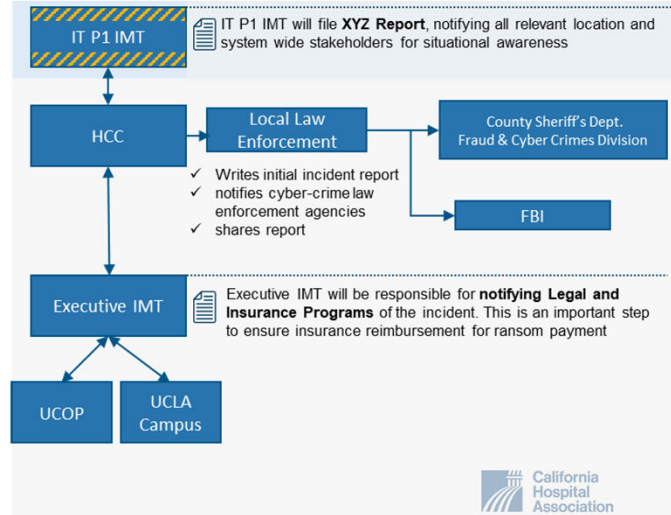 IT P1 IMT
IT P1 IMT will file XYZ Report, notifying all relevant location and
system wide stakeholders for situational awareness
HCC
Local Law
Enforcement
County Sheriff's Dept.
Fraud & Cyber Crimes Division
✓ Writes initial incident report
✓ notifies cyber-crime law
enforcement agencies
✓ shares report
FBI
Executive IMT
Executive IMT will be responsible for notifying Legal and
Insurance Programs of the incident. This is an important step
to ensure insurance reimbursement for ransom payment
UCOP
UCLA
Campus
California
Hospital
Association